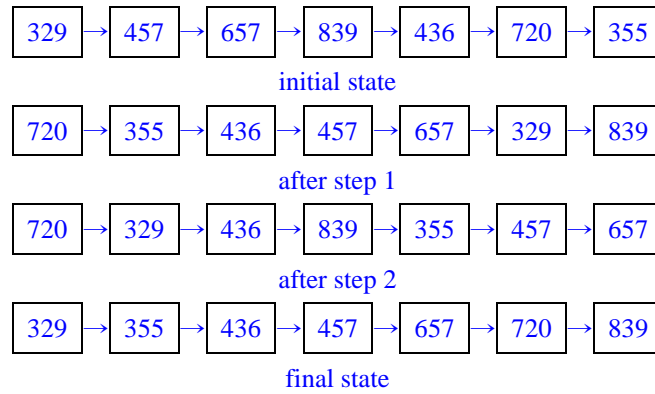 329 → 457 → 657 → 839 → 436 → 720 → 355
initial state
720 → 355 → 436 → 457 → 657 → 329 → 839
after step 1
720 → 329 → 436 → 839 → 355 → 457 → 657
after step 2
329 → 355 → 436 → 457 → 657 → 720 → 839
final state